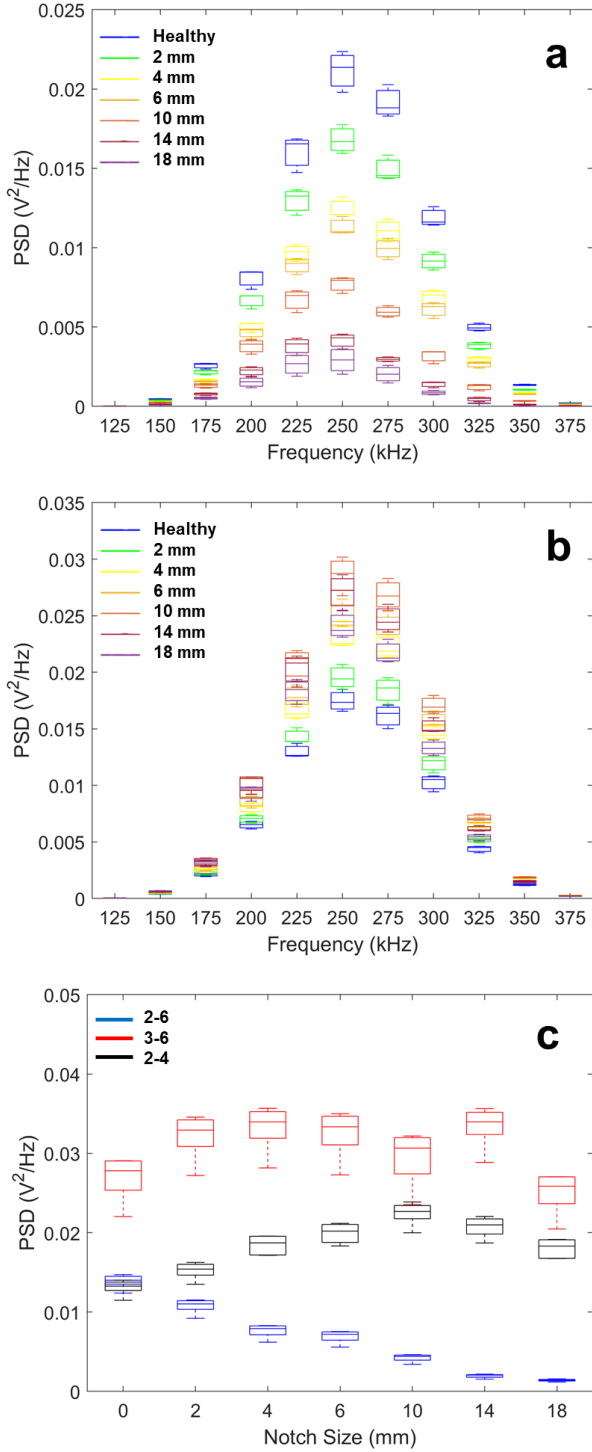 a
0.025
0.02
0.015
0.01
0.005
0
PSD (V²/Hz)
Healthy
2 mm
4 mm
6 mm
10 mm
14 mm
18 mm
125 150 175 200 225 250 275 300 325 350 375
Frequency (kHz)
b
0.035
0.03
0.025
0.02
0.015
0.01
0.005
0
PSD (V²/Hz)
Healthy
2 mm
4 mm
6 mm
10 mm
14 mm
18 mm
125 150 175 200 225 250 275 300 325 350 375
Frequency (kHz)
c
0.05
0.04
0.03
0.02
0.01
0
PSD (V²/Hz)
2-6
3-6
2-4
0 2 4 6 10 14 18
Notch Size (mm)